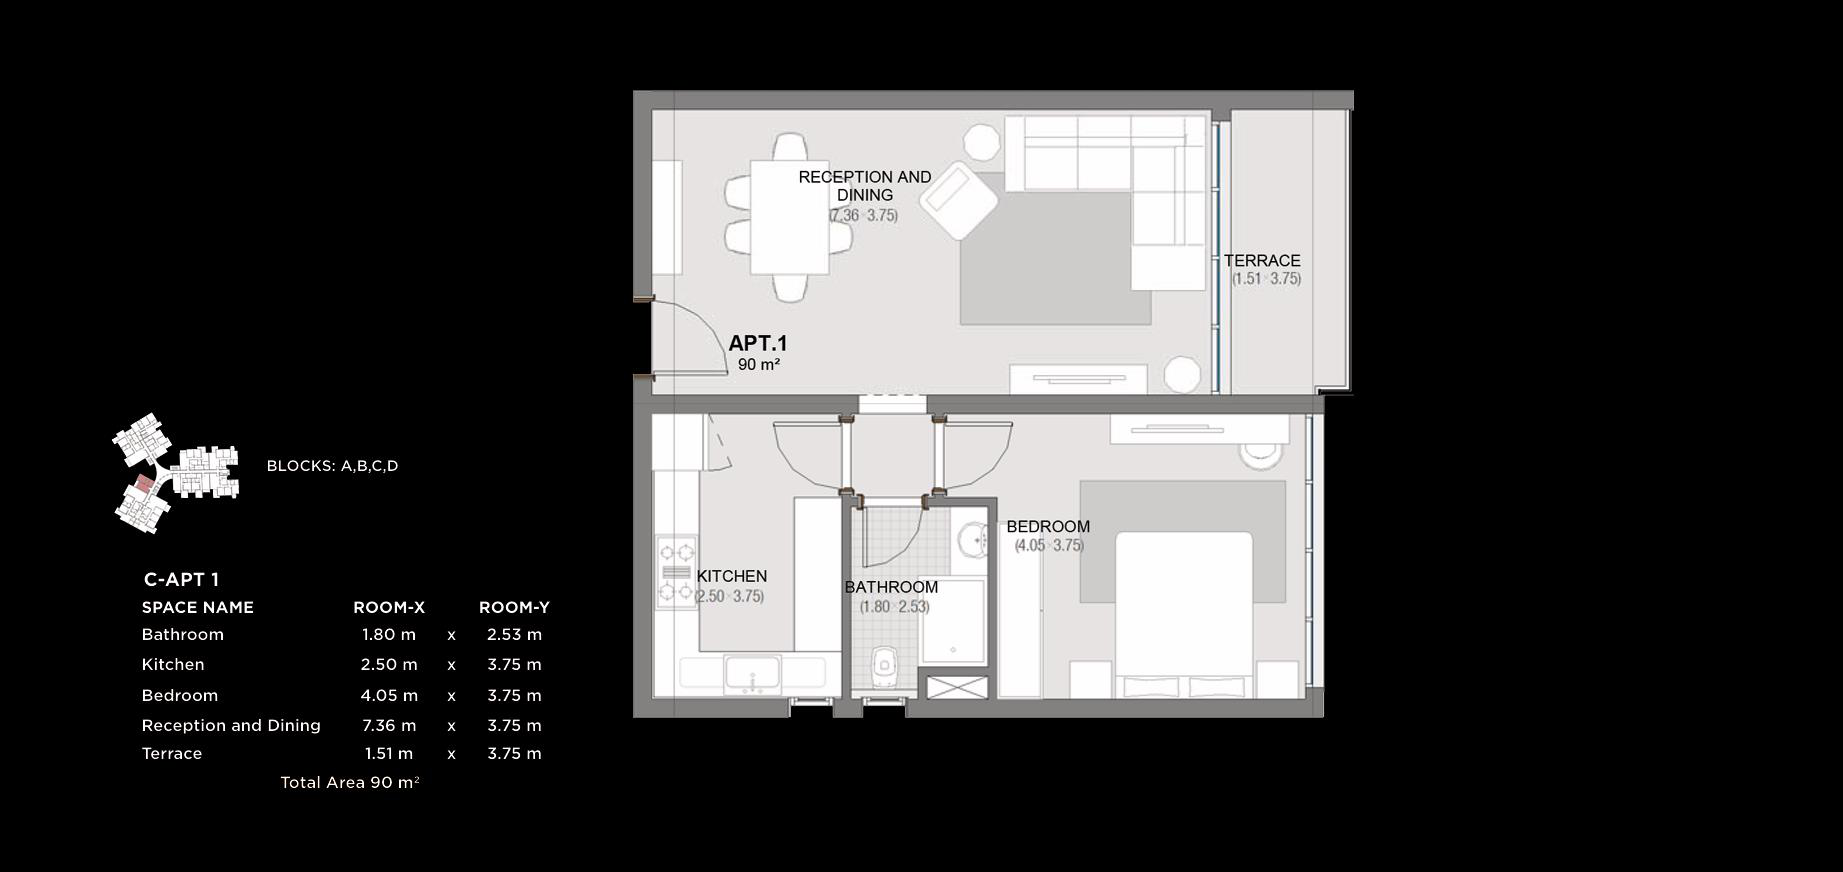 RECEPTION AND
DINING
(7.36×3.75)
TERRACE
(1.51×3.75)
APT.1
90 m²
BLOCKS: A,B,C,D
BEDROOM
(4.05×3.75)
KITCHEN
(2.50×3.75)
BATHROOM
(1.80×2.53)
C-APT 1
SPACE NAME ROOM-X ROOM-Y
Bathroom 1.80 m x 2.53 m
Kitchen 2.50 m x 3.75 m
Bedroom 4.05 m x 3.75 m
Reception and Dining 7.36 m x 3.75 m
Terrace 1.51 m x 3.75 m
Total Area 90 m²